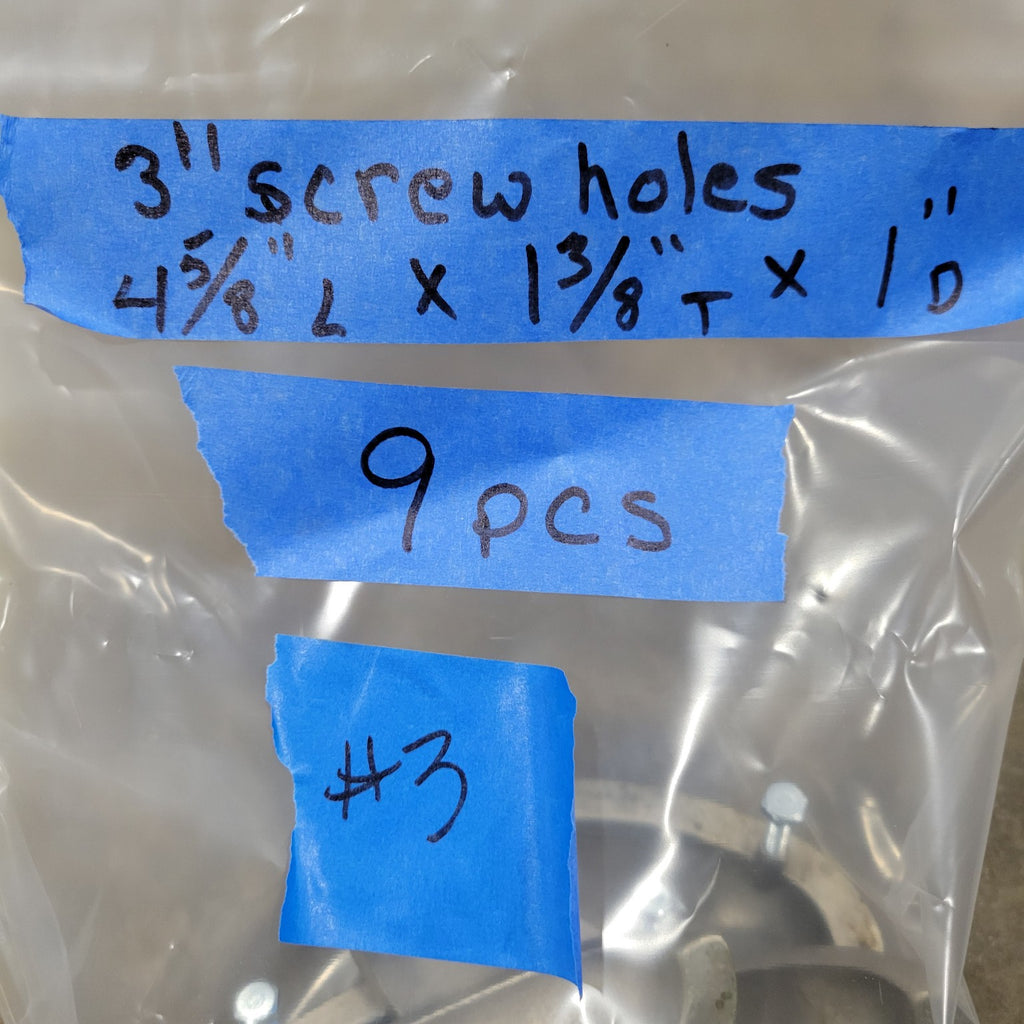 3" screw holes
4 5/8" L x 1 3/8" T x 1" D
9 pcs
#3